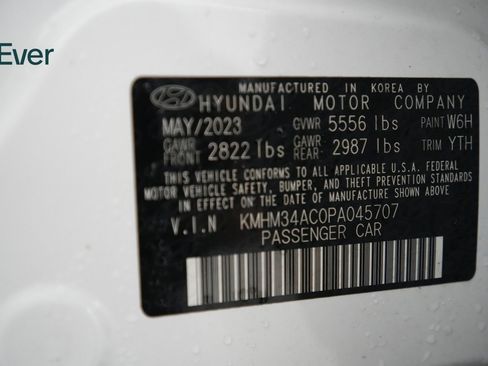 Ever
MANUFACTURED IN KOREA BY
HYUNDAI MOTOR COMPANY
MAY/2023 GVWR 5556 lbs PAINT W6H
GAWR FRONT 2822 lbs GAWR REAR 2987 lbs TRIM YTH
THIS VEHICLE CONFORMS TO ALL APPLICABLE U.S.A. FEDERAL
MOTOR VEHICLE SAFETY, BUMPER, AND THEFT PREVENTION STANDARDS
IN EFFECT ON THE DATE OF MANUFACTURE SHOWN ABOVE
V.I.N KMHM34AC0PA045707
PASSENGER CAR